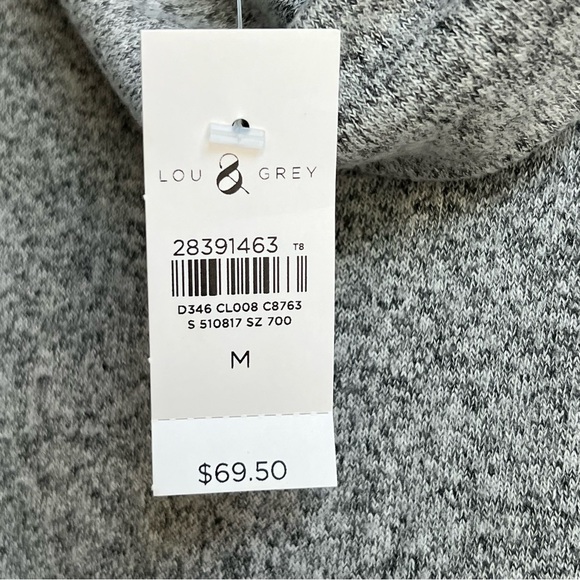 LOU & GREY
28391463 T8
D346 CL008 C8763
S 510817 SZ 700
M
$69.50